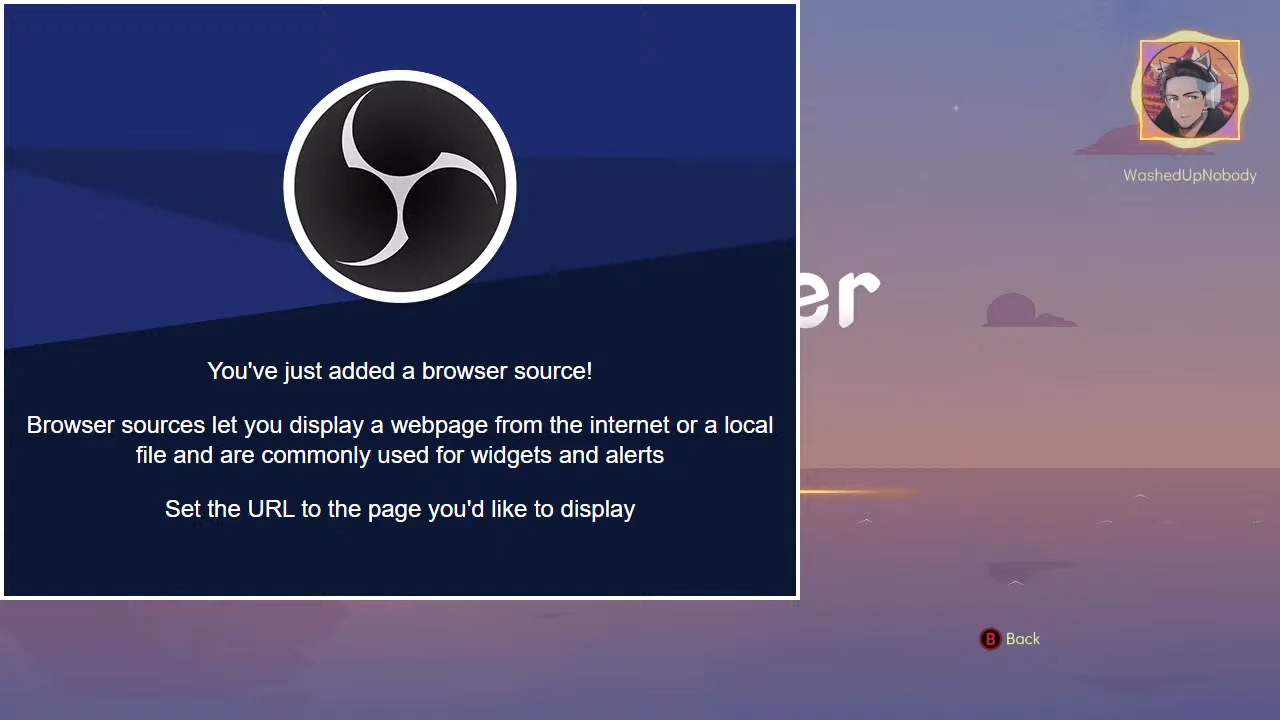 WashedUpNobody
er
You've just added a browser source!
Browser sources let you display a webpage from the internet or a local
file and are commonly used for widgets and alerts
Set the URL to the page you'd like to display
B Back